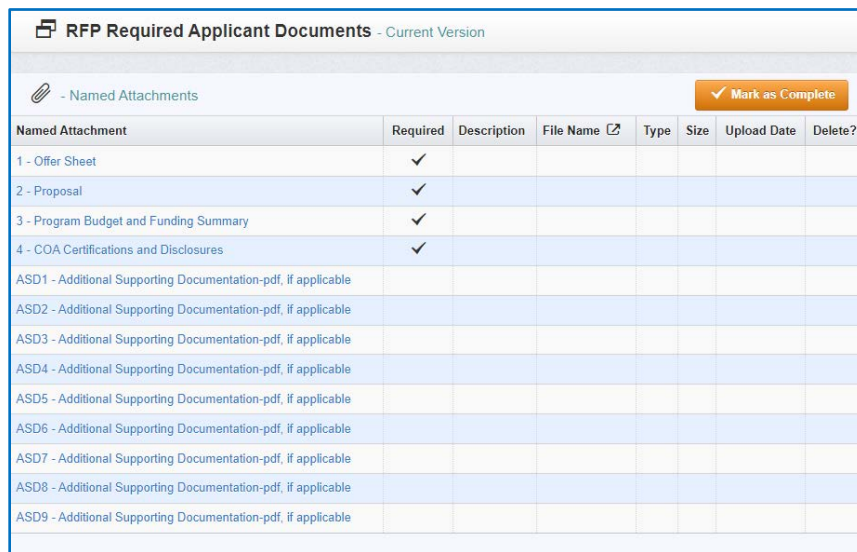 RFP Required Applicant Documents - Current Version
- Named Attachments
Mark as Complete
Named Attachment Required Description File Name Type Size Upload Date Delete?
1 - Offer Sheet
2 - Proposal
3 - Program Budget and Funding Summary
4 - COA Certifications and Disclosures
ASD1 - Additional Supporting Documentation-pdf, if applicable
ASD2 - Additional Supporting Documentation-pdf, if applicable
ASD3 - Additional Supporting Documentation-pdf, if applicable
ASD4 - Additional Supporting Documentation-pdf, if applicable
ASD5 - Additional Supporting Documentation-pdf, if applicable
ASD6 - Additional Supporting Documentation-pdf, if applicable
ASD7 - Additional Supporting Documentation-pdf, if applicable
ASD8 - Additional Supporting Documentation-pdf, if applicable
ASD9 - Additional Supporting Documentation-pdf, if applicable